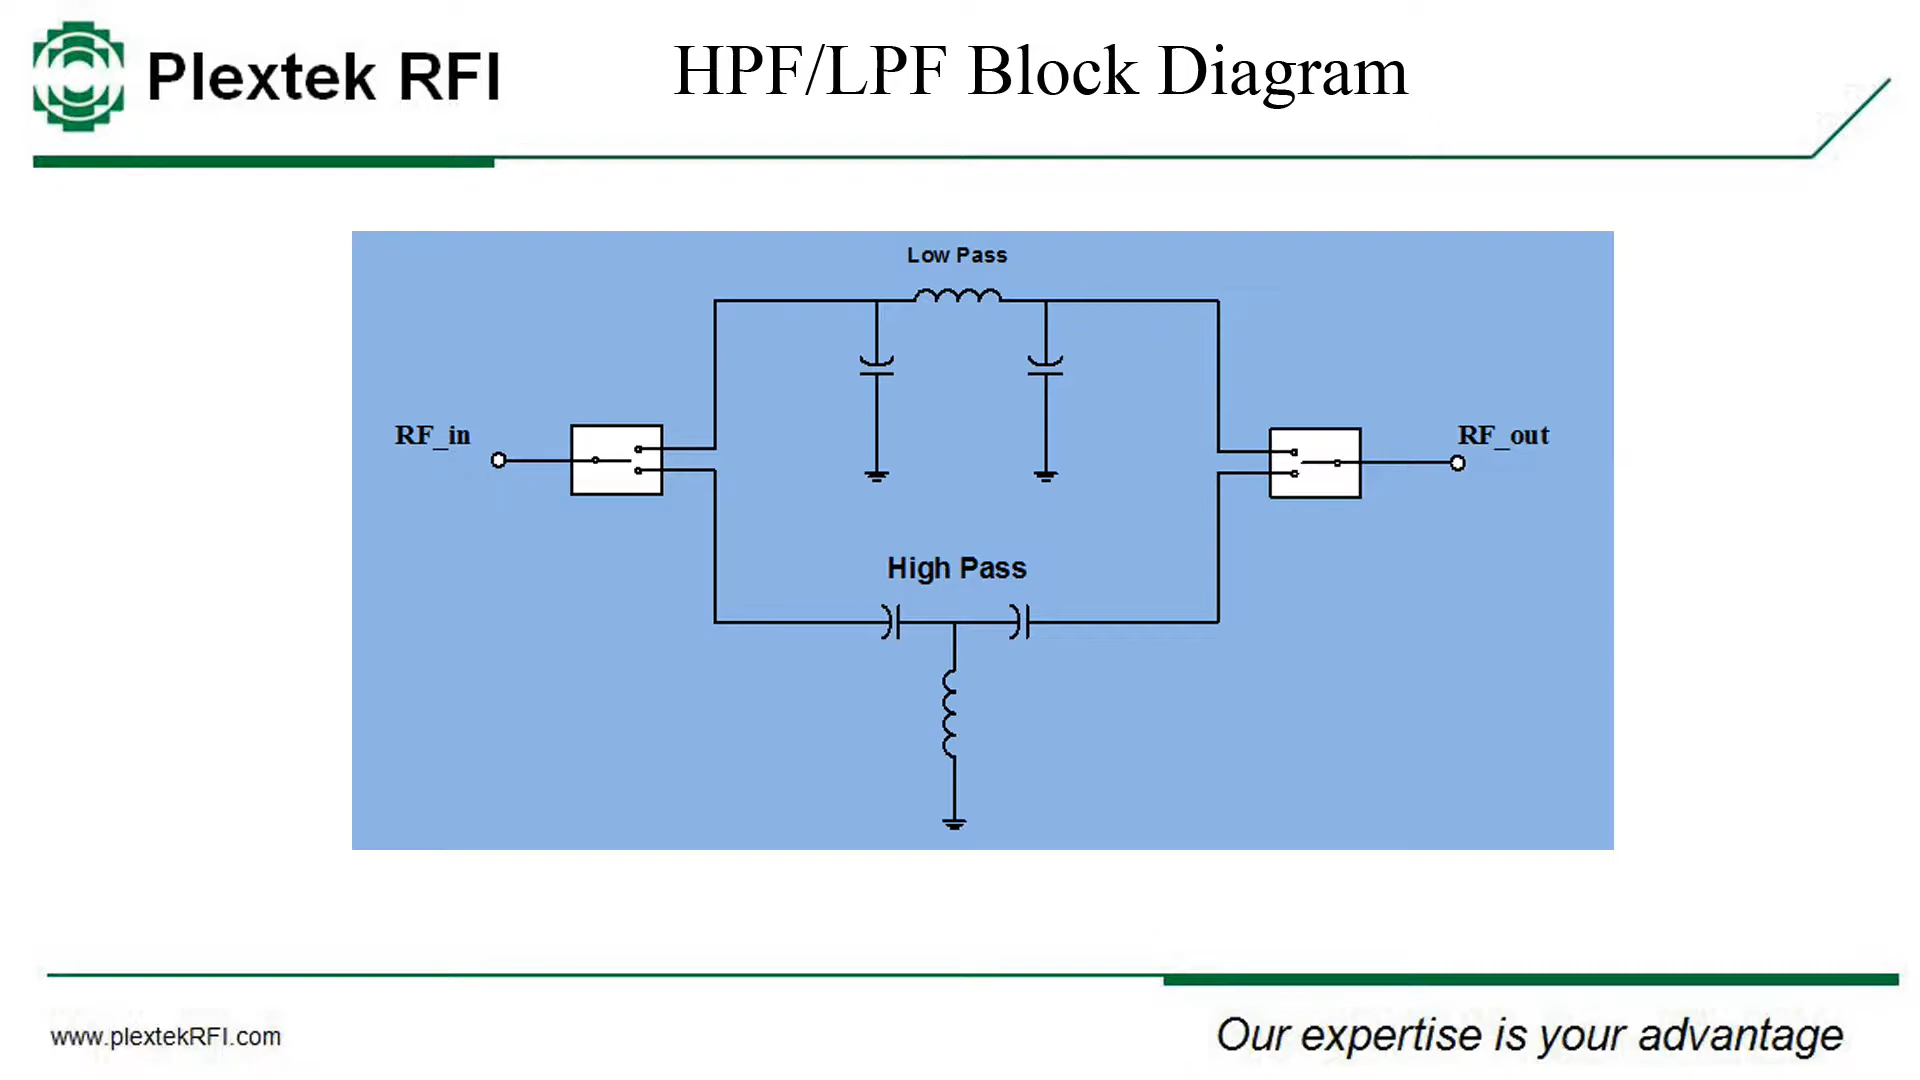 Plextek RFI
HPF/LPF Block Diagram
Low Pass
RF_in
RF_out
High Pass
www.plextekRFI.com
Our expertise is your advantage